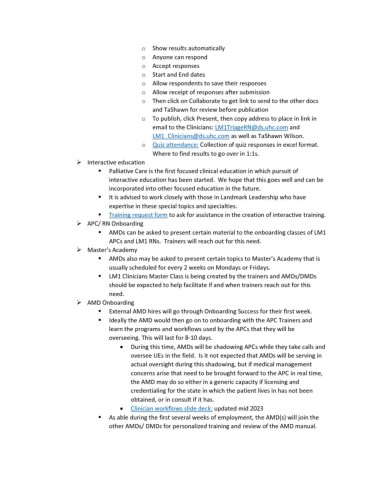 o Show results automatically
o Anyone can respond
o Accept responses
o Start and End dates
o Allow respondents to save their responses
o Allow receipt of responses after submission
o Then click on Collaborate to get link to send to the other docs
and TaShawn for review before publication
o To publish, click Present, then copy address to place in link in
email to the Clinicians: LM1TriageRN@ds.uhc.com and
LM1_Clinicians@ds.uhc.com as well as TaShawn Wilson.
o Quiz attendance: Collection of quiz responses in excel format.
Where to find results to go over in 1:1s.
➢ Interactive education
▪ Palliative Care is the first focused clinical education in which pursuit of
interactive education has been started. We hope that this goes well and can be
incorporated into other focused education in the future.
▪ It is advised to work closely with those in Landmark Leadership who have
expertise in these special topics and specialties.
▪ Training request form to ask for assistance in the creation of interactive training.
➢ APC/ RN Onboarding
▪ AMDs can be asked to present certain material to the onboarding classes of LM1
APCs and LM1 RNs. Trainers will reach out for this need.
➢ Master's Academy
▪ AMDs also may be asked to present certain topics to Master's Academy that is
usually scheduled for every 2 weeks on Mondays or Fridays.
▪ LM1 Clinicians Master Class is being created by the trainers and AMDs/DMDs
should be expected to help facilitate if and when trainers reach out for this
need.
➢ AMD Onboarding
▪ External AMD hires will go through Onboarding Success for their first week.
▪ Ideally the AMD would then go on to onboarding with the APC Trainers and
learn the programs and workflows used by the APCs that they will be
overseeing. This will last for 8-10 days.
• During this time, AMDs will be shadowing APCs while they take calls and
oversee UEs in the field. It is not expected that AMDs will be serving in
actual oversight during this shadowing, but if medical management
concerns arise that need to be brought forward to the APC in real time,
the AMD may do so either in a generic capacity if licensing and
credentialing for the state in which the patient lives in has not been
obtained, or in consult if it has.
• Clinician workflows slide deck: updated mid 2023
▪ As able during the first several weeks of employment, the AMD(s) will join the
other AMDs/ DMDs for personalized training and review of the AMD manual.